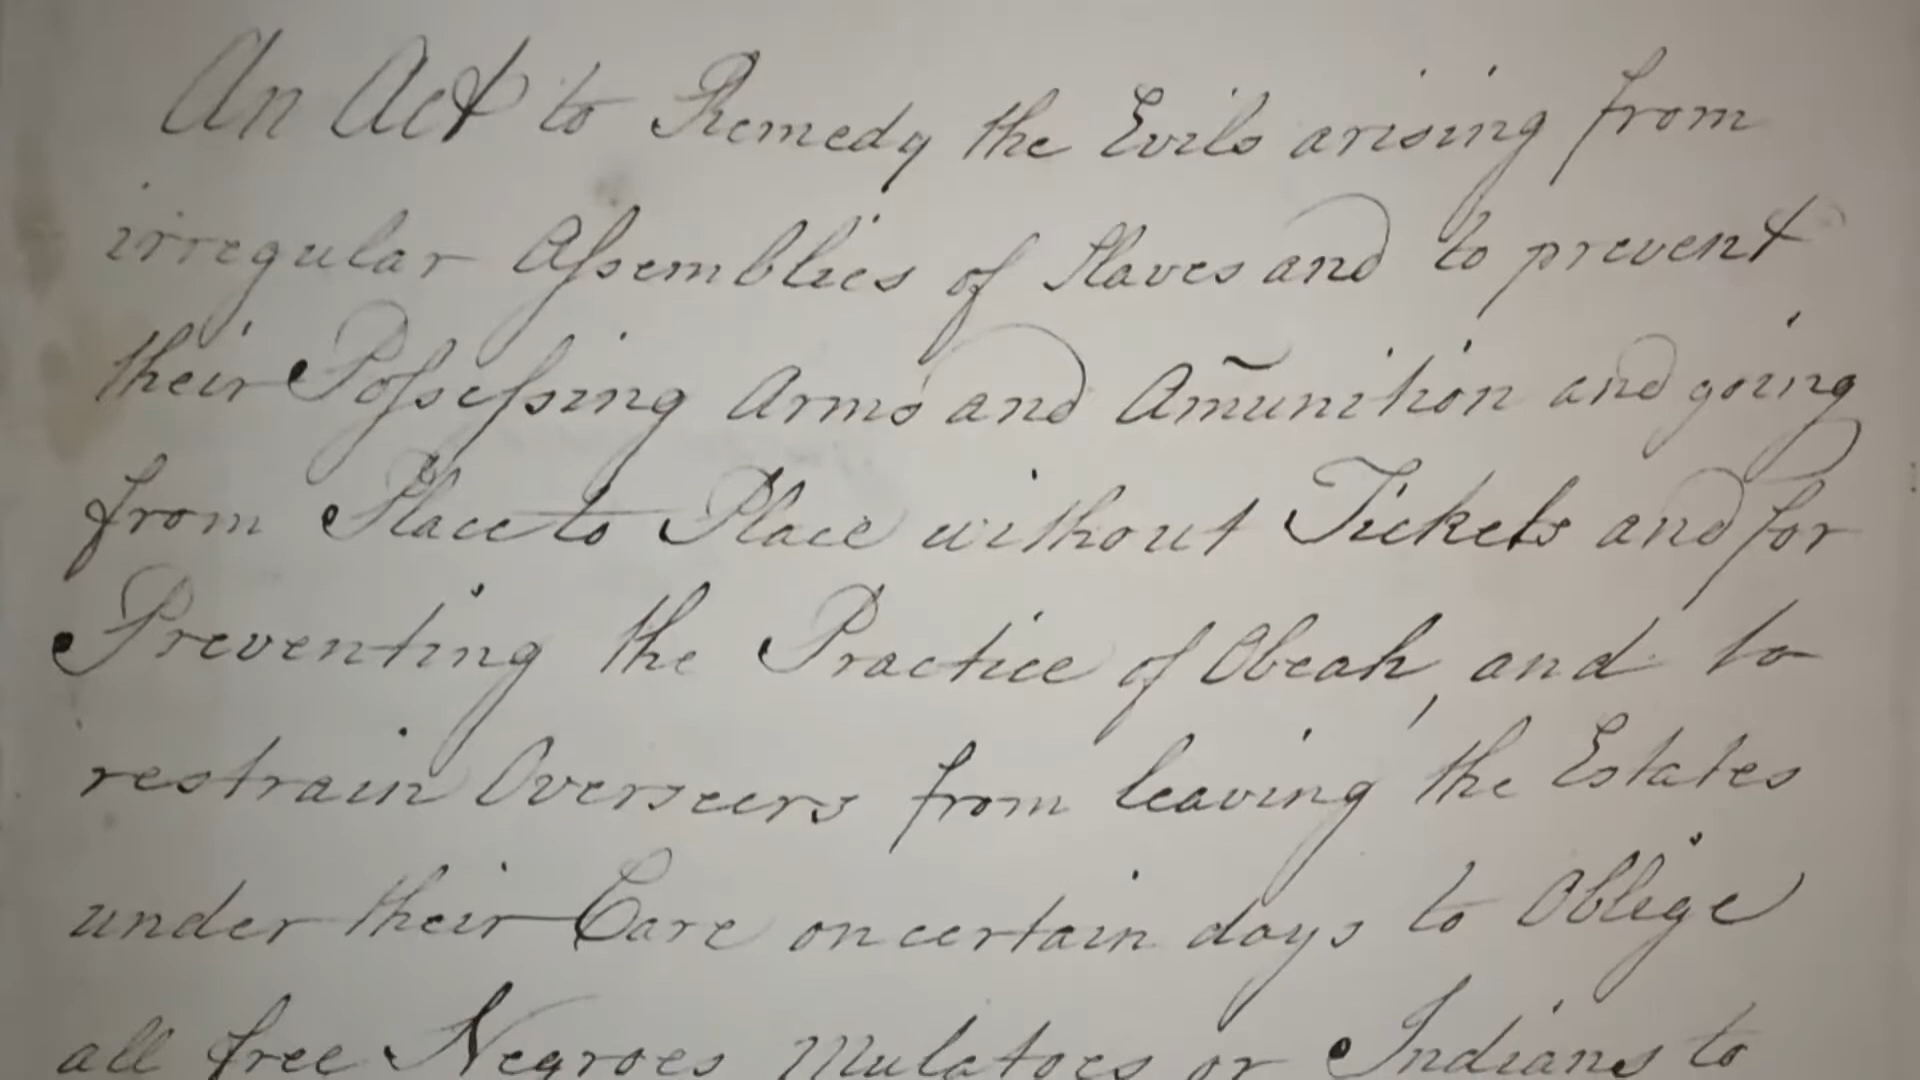 An Act to Remedy the Evils arising from
irregular Aſsemblies of Slaves and to prevent
their Poſseſsing Arms and Am̃unition and going
from Place to Place without Tickets and for
Preventing the Practice of Obeah, and to
restrain Overseers from leaving the Estates
under their Care on certain days to Oblige
all free Negroes Mulatoes or Indians to